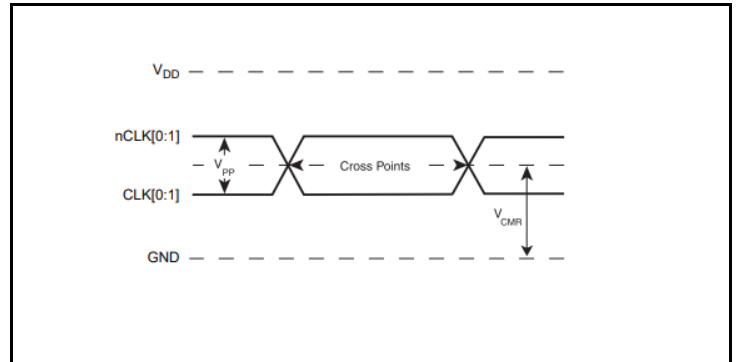 VDD
nCLK[0:1]
VPP
Cross Points
CLK[0:1]
VCMR
GND